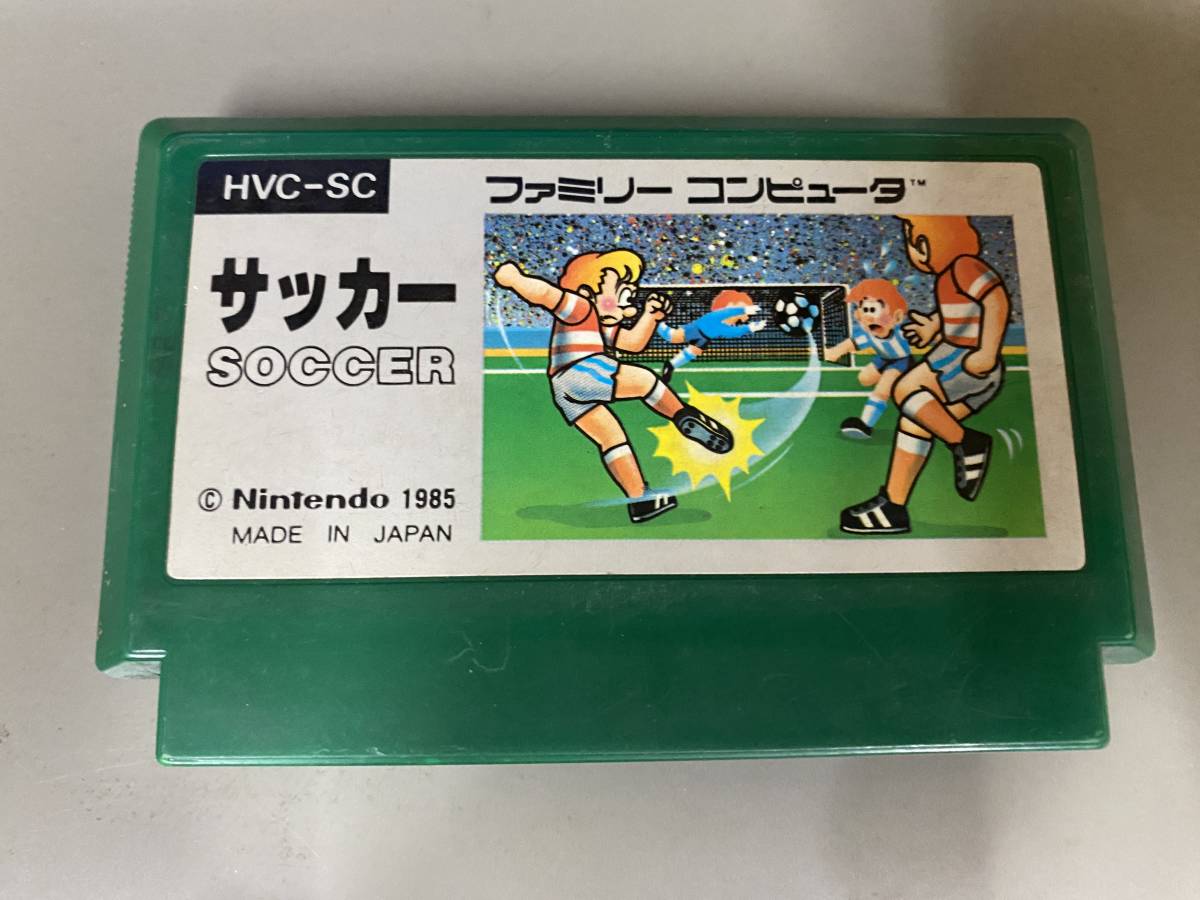 HVC-SC
ファミリー コンピュータ™
サッカー
SOCCER
© Nintendo 1985
MADE IN JAPAN